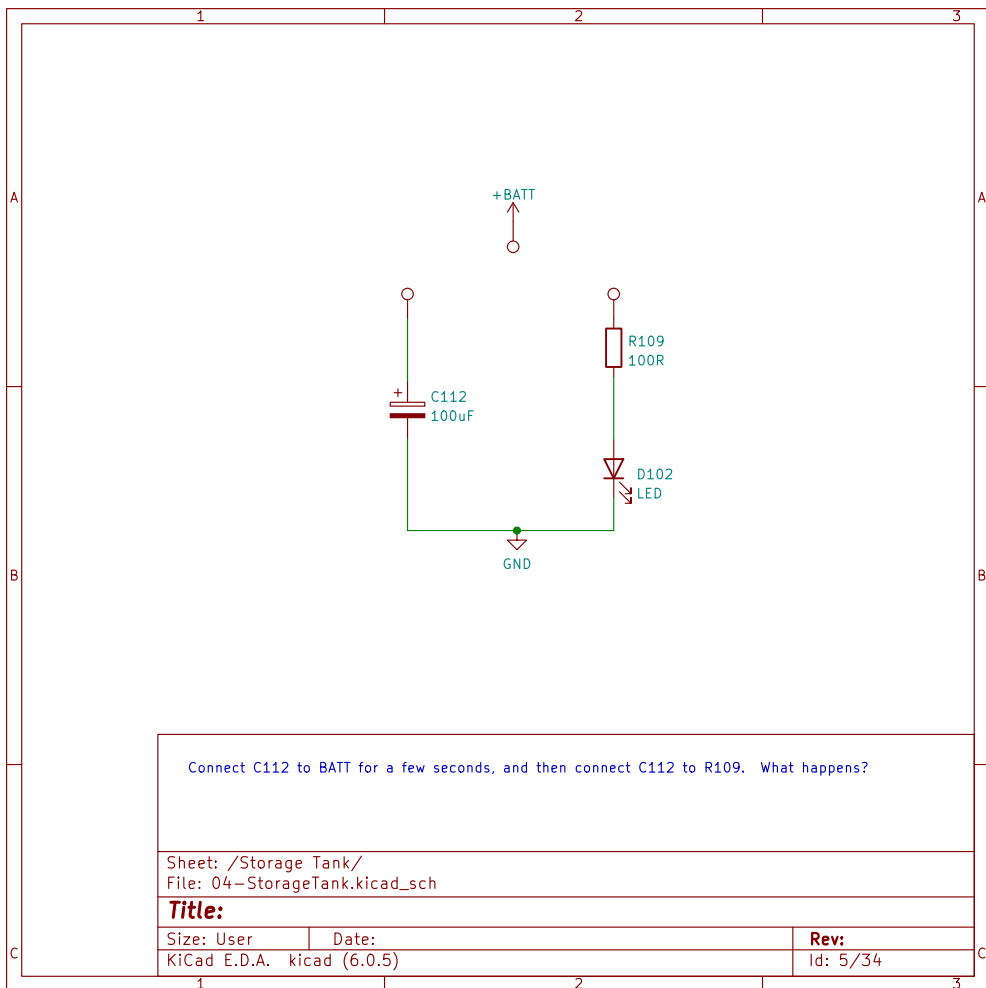 1 2 3
A A
+BATT
R109
100R
+
C112
100uF
D102
LED
GND
B B
Connect C112 to BATT for a few seconds, and then connect C112 to R109.  What happens?
Sheet: /Storage Tank/
File: 04-StorageTank.kicad_sch
Title:
Size: User Date: Rev:
KiCad E.D.A.  kicad (6.0.5) Id: 5/34
C C
1 2 3